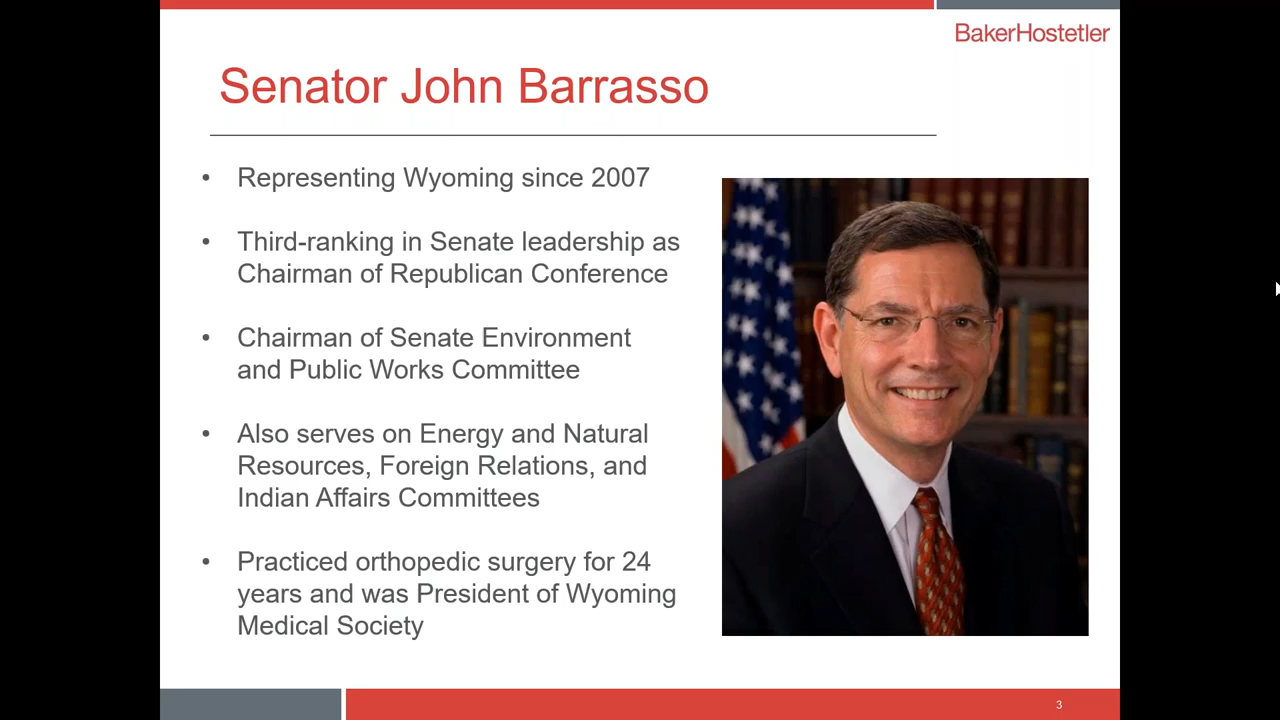 BakerHostetler
Senator John Barrasso
• Representing Wyoming since 2007
• Third-ranking in Senate leadership as
Chairman of Republican Conference
• Chairman of Senate Environment
and Public Works Committee
• Also serves on Energy and Natural
Resources, Foreign Relations, and
Indian Affairs Committees
• Practiced orthopedic surgery for 24
years and was President of Wyoming
Medical Society
3